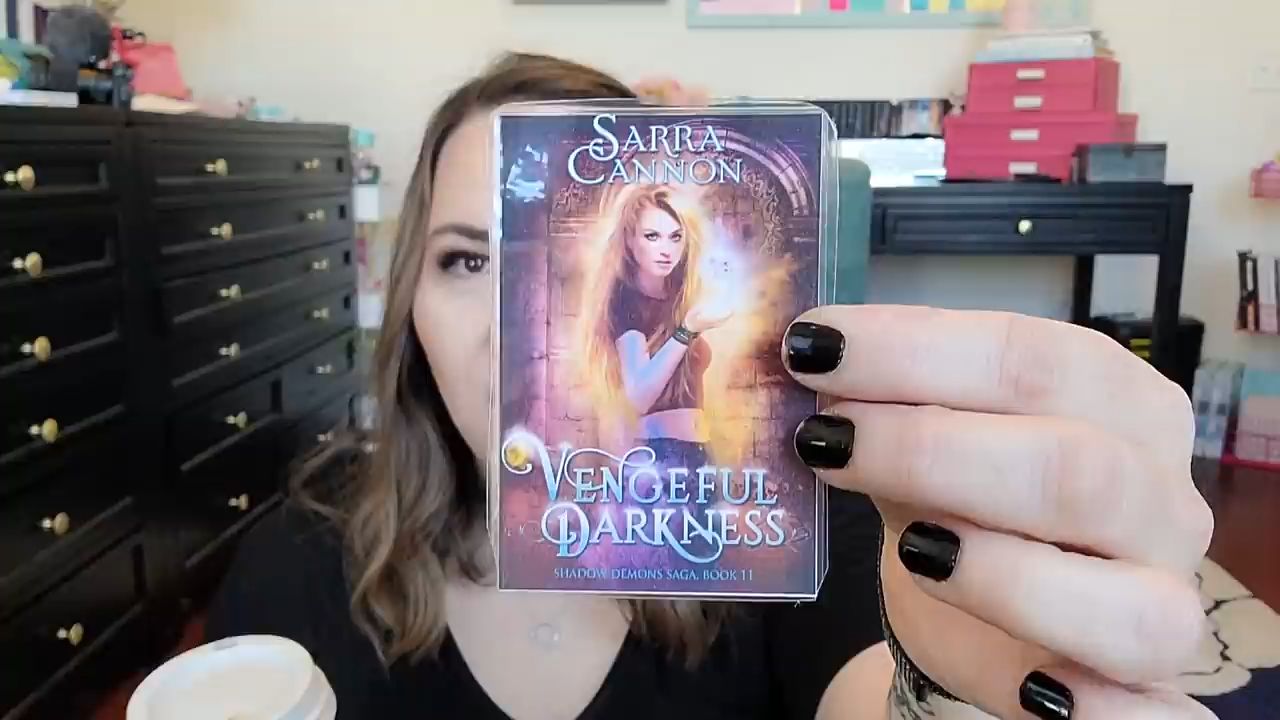 SARRA
CANNON
VENGEFUL
DARKNESS
SHADOW DEMONS SAGA, BOOK 11